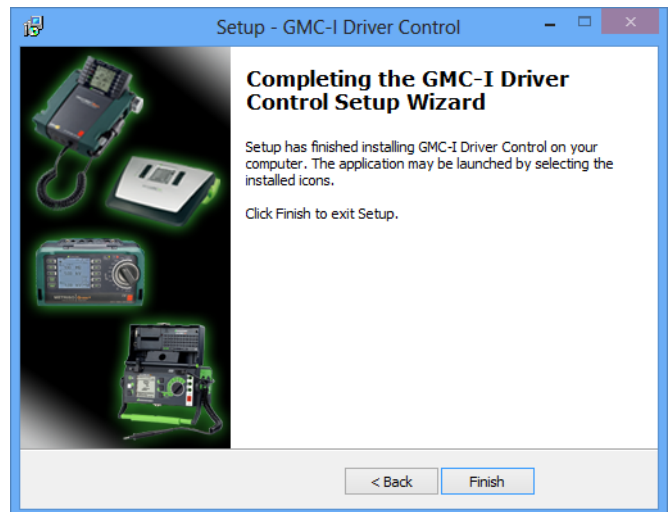 Setup - GMC-I Driver Control
Completing the GMC-I Driver
Control Setup Wizard
Setup has finished installing GMC-I Driver Control on your
computer. The application may be launched by selecting the
installed icons.
Click Finish to exit Setup.
< Back
Finish